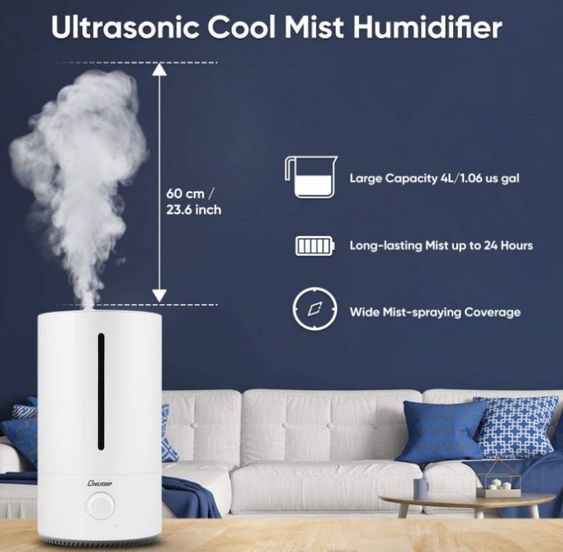 Ultrasonic Cool Mist Humidifier
60 cm /
23.6 inch
Large Capacity 4L/1.06 us gal
Long-lasting Mist up to 24 Hours
Wide Mist-spraying Coverage